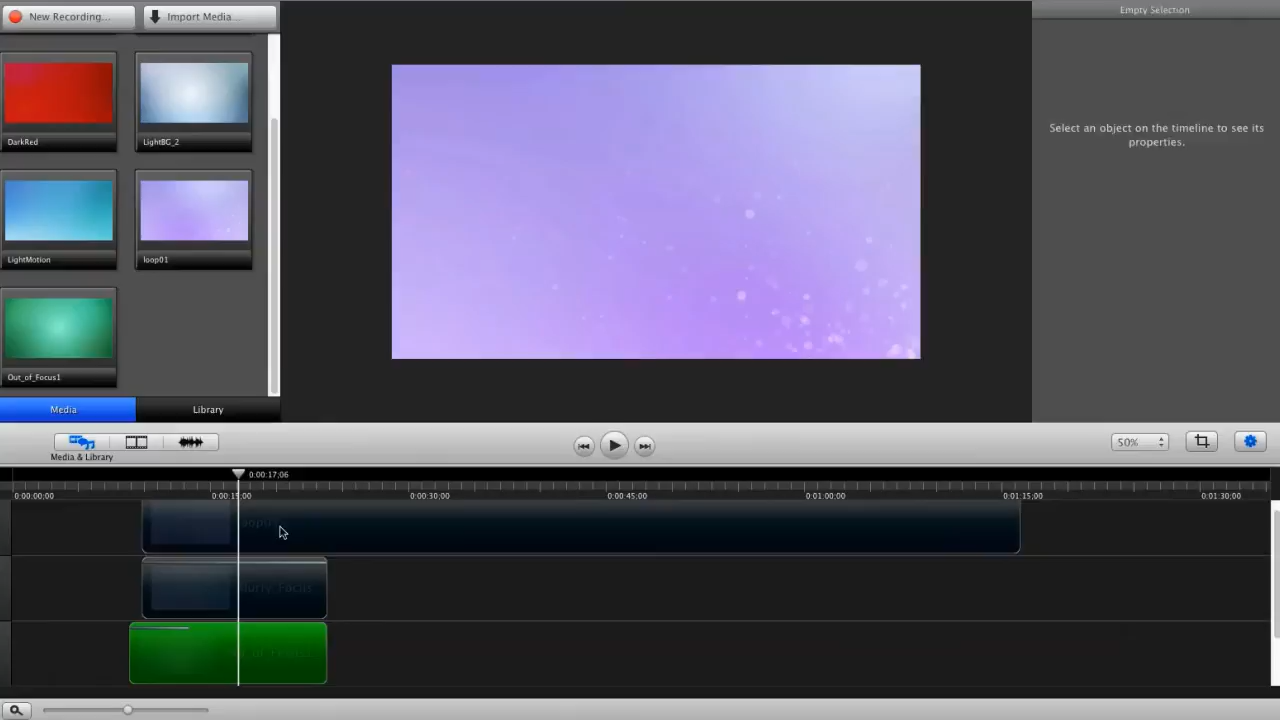 New Recording...
Import Media...
Empty Selection
Select an object on the timeline to see its
properties.
DarkRed
LightBG_2
LightMotion
loop01
Out_of_Focus1
Media
Library
Media & Library
50%
0:00:17;06
0:00:00;00
0:00:15;00
0:00:30;00
0:00:45;00
0:01:00;00
0:01:15;00
0:01:30;00